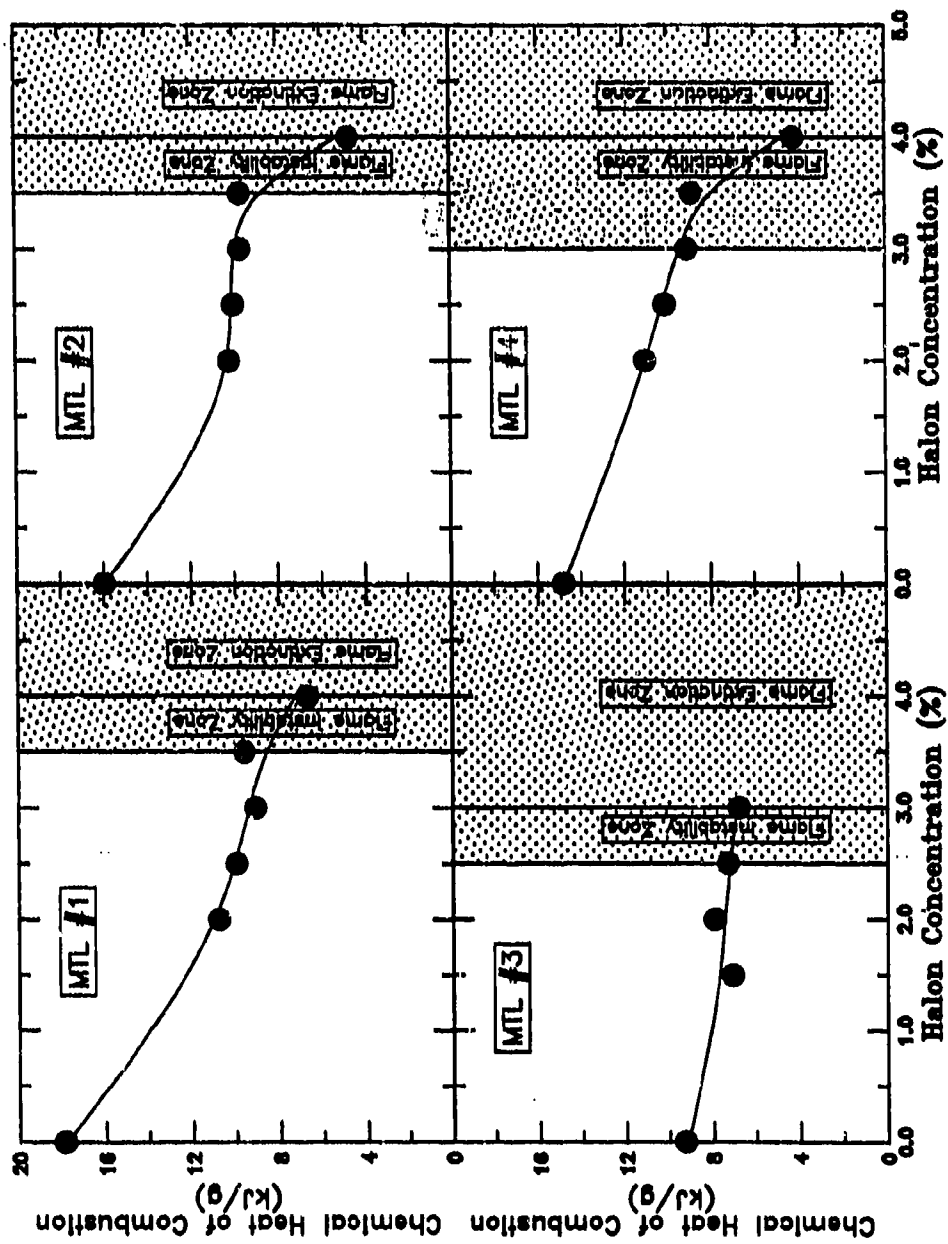 Chemical Heat of Combustion
(kJ/g)
20
16
12
8
4
MTL #1
Flame Instability Zone
Flame Extinction Zone
MTL #2
Flame Instability Zone
Flame Extinction Zone
Chemical Heat of Combustion
(kJ/g)
0
16
12
8
4
0
MTL #3
Flame Instability Zone
Flame Extinction Zone
MTL #4
Flame Instability Zone
Flame Extinction Zone
0.0 1.0 2.0 3.0 4.0 0.0 1.0 2.0 3.0 4.0 5.0
Halon Concentration (%) Halon Concentration (%)